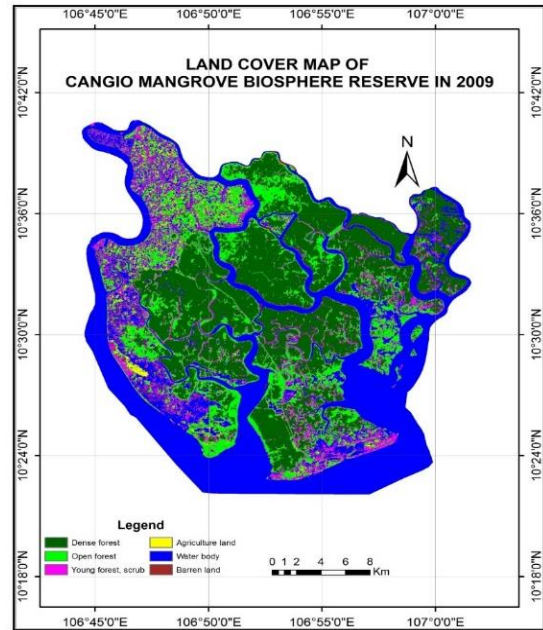 106°45'0"E 106°50'0"E 106°55'0"E 107°0'0"E
LAND COVER MAP OF
CANGIO MANGROVE BIOSPHERE RESERVE IN 2009
N
10°42'0"N 10°42'0"N
10°36'0"N 10°36'0"N
10°30'0"N 10°30'0"N
10°24'0"N 10°24'0"N
10°18'0"N 10°18'0"N
Legend
Dense forest Agriculture land
Open forest Water body
Young forest, scrub Barren land
0 1 2 4 6 8
Km
106°45'0"E 106°50'0"E 106°55'0"E 107°0'0"E